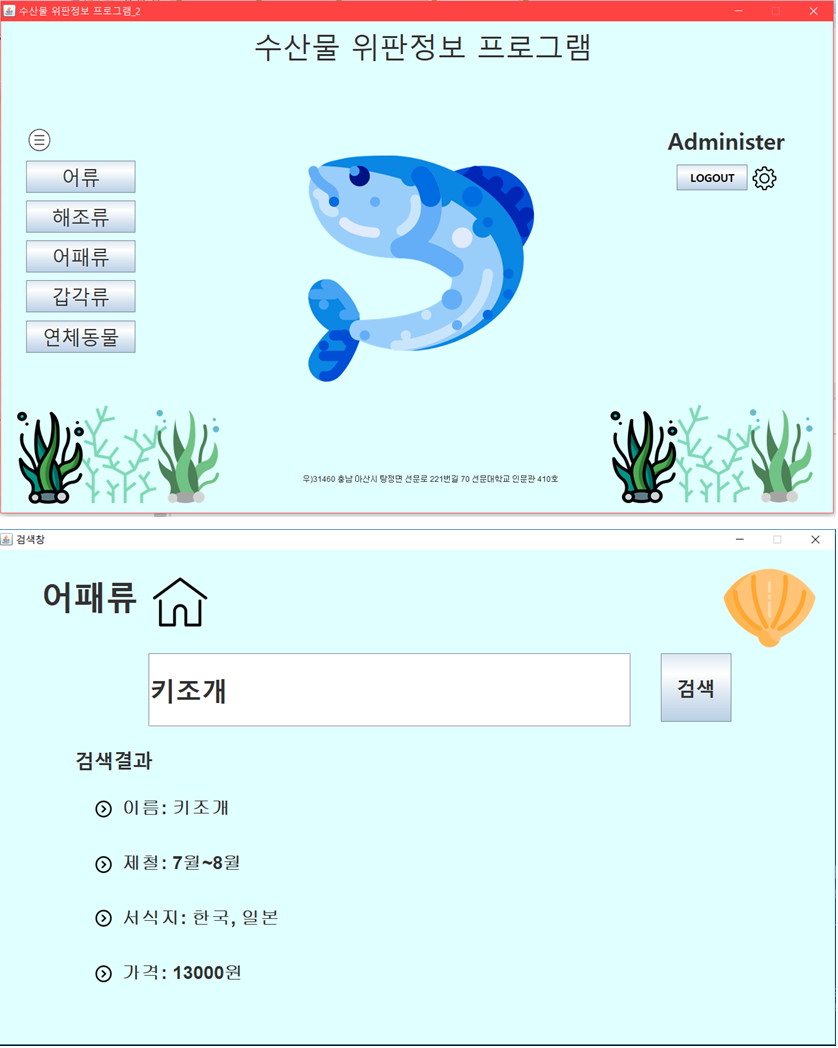 수산물 위판정보 프로그램_2
수산물 위판정보 프로그램
Administer
LOGOUT
어류
해조류
어패류
갑각류
연체동물
우)31460 충남 아산시 탕정면 선문로 221번길 70 선문대학교 인문관 410호
검색창
어패류
키조개
검색
검색결과
이름: 키조개
제철: 7월~8월
서식지: 한국, 일본
가격: 13000원